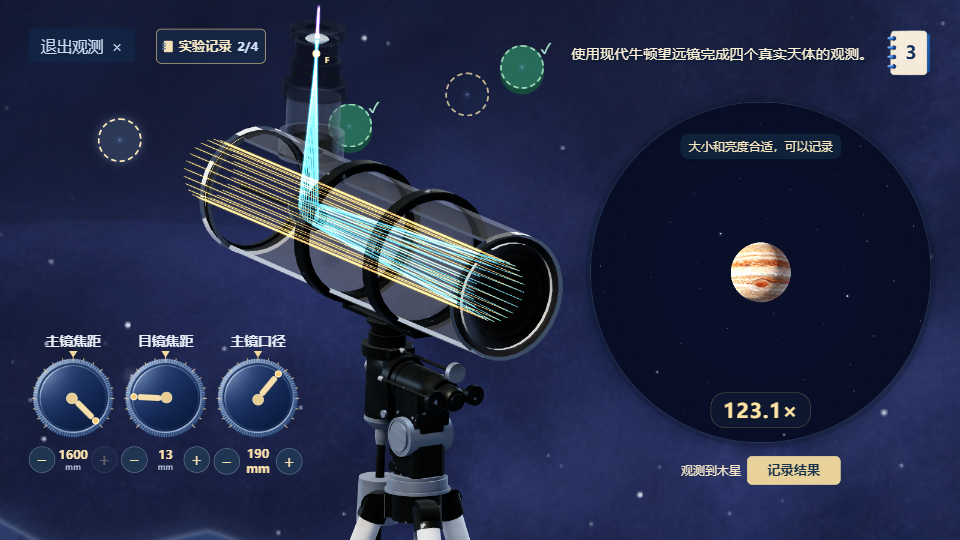 退出观测 ×
实验记录 2/4
使用现代牛顿望远镜完成四个真实天体的观测。
3
F
大小和亮度合适，可以记录
主镜焦距
目镜焦距
主镜口径
− 1600 mm +
− 13 mm +
− 190 mm +
123.1×
观测到木星
记录结果